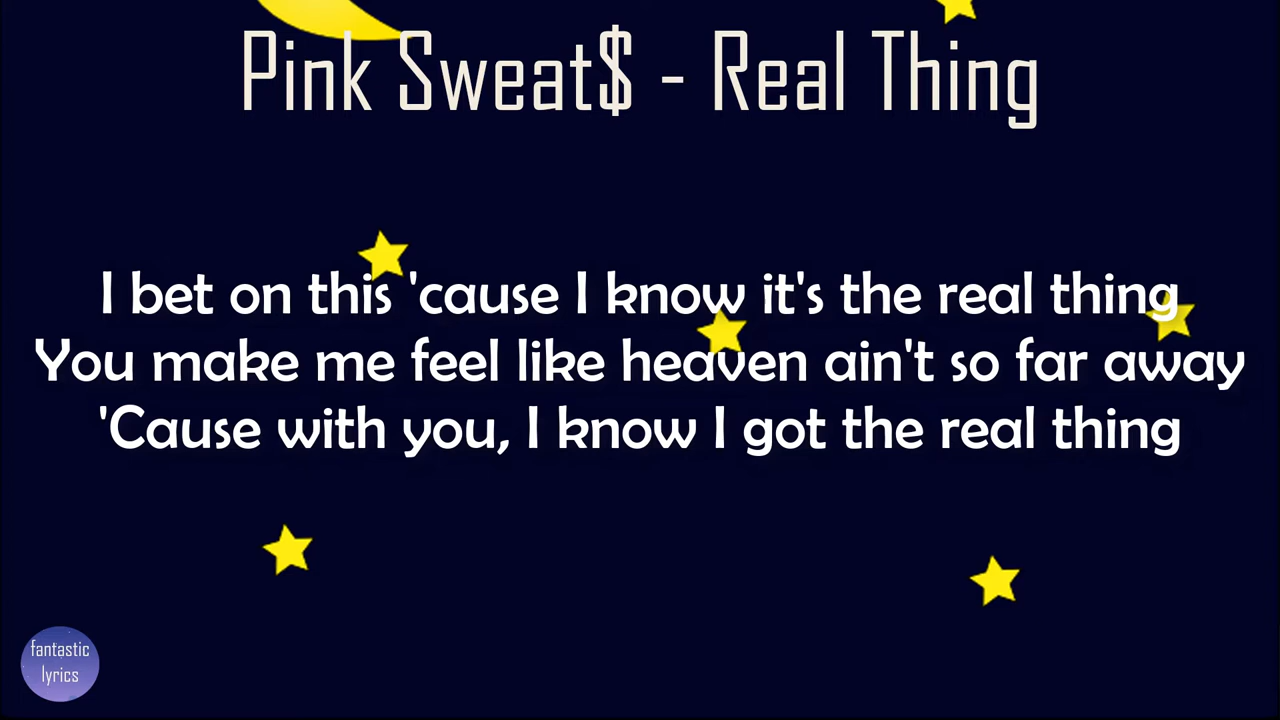 Pink Sweat$ - Real Thing
I bet on this 'cause I know it's the real thing
You make me feel like heaven ain't so far away
'Cause with you, I know I got the real thing
fantastic
lyrics